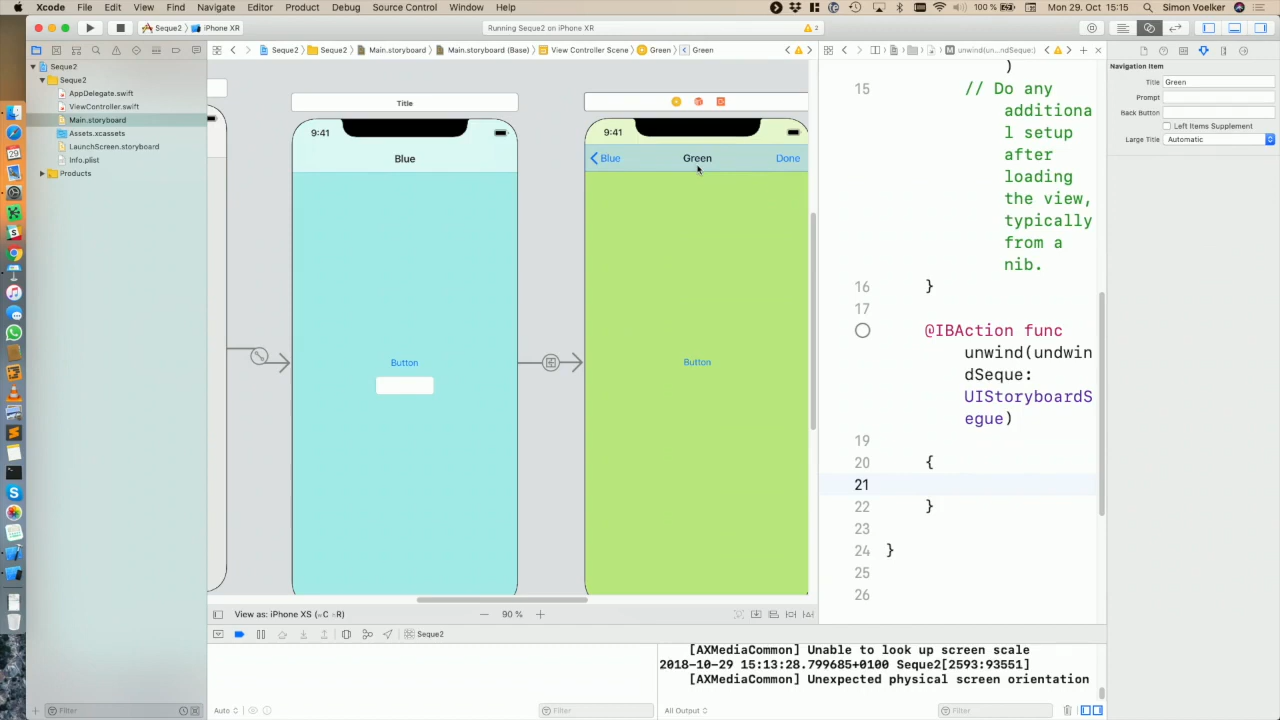 Xcode File Edit View Find Navigate Editor Product Debug Source Control Window Help 100 % Mon 29. Oct. 15:15 Simon Voelker
Seque2 iPhone XR
Running Seque2 on iPhone XR
2
Seque2 Seque2 Main.storyboard Main.storyboard (Base) View Controller Scene Green Green
unwind(un...ndSeque:)
Seque2
Seque2
AppDelegate.swift
ViewController.swift
Main.storyboard
Assets.xcassets
LaunchScreen.storyboard
Info.plist
Products
Title
9:41
Blue
Button
9:41
Blue
Green
Done
Button
)
15 // Do any
additiona
l setup
after
loading
the view,
typically
from a
nib.
16 }
17
@IBAction func
unwind(undwin
dSeque:
UIStoryboardS
egue)
19
20 {
21
22 }
23
24 }
25
26
Navigation Item
Title Green
Prompt
Back Button
Left Items Supplement
Large Title Automatic
View as: iPhone XS (wC hR)
90 %
Seque2
[AXMediaCommon] Unable to look up screen scale
2018-10-29 15:13:28.799685+0100 Seque2[2593:93551]
[AXMediaCommon] Unexpected physical screen orientation
Filter
Auto
Filter
All Output
Filter